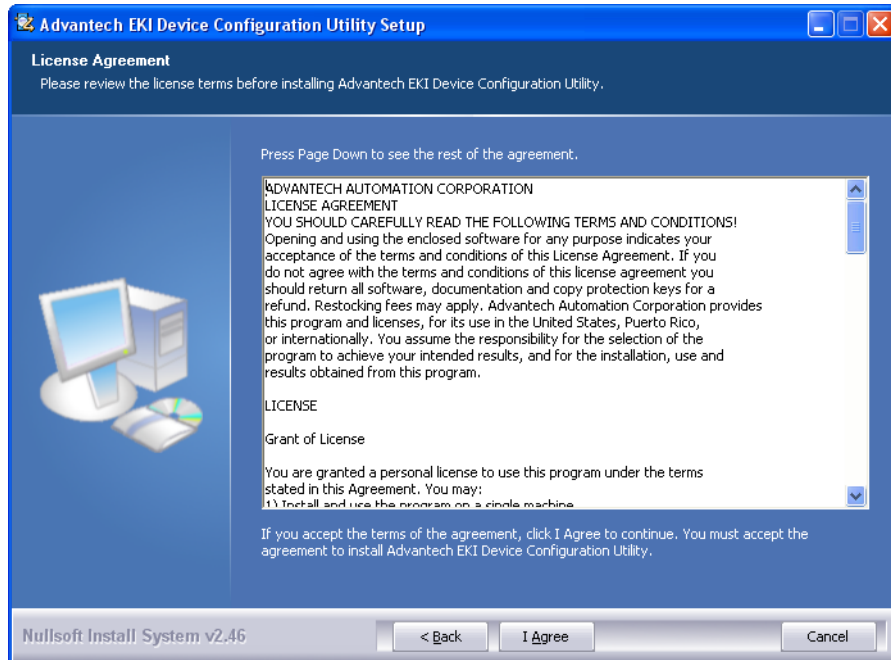 Advantech EKI Device Configuration Utility Setup
License Agreement
Please review the license terms before installing Advantech EKI Device Configuration Utility.
Press Page Down to see the rest of the agreement.
ADVANTECH AUTOMATION CORPORATION
LICENSE AGREEMENT
YOU SHOULD CAREFULLY READ THE FOLLOWING TERMS AND CONDITIONS!
Opening and using the enclosed software for any purpose indicates your
acceptance of the terms and conditions of this License Agreement. If you
do not agree with the terms and conditions of this license agreement you
should return all software, documentation and copy protection keys for a
refund. Restocking fees may apply. Advantech Automation Corporation provides
this program and licenses, for its use in the United States, Puerto Rico,
or internationally. You assume the responsibility for the selection of the
program to achieve your intended results, and for the installation, use and
results obtained from this program.
LICENSE
Grant of License
You are granted a personal license to use this program under the terms
stated in this Agreement. You may:
1) Install and use the program on a single machine
If you accept the terms of the agreement, click I Agree to continue. You must accept the
agreement to install Advantech EKI Device Configuration Utility.
Nullsoft Install System v2.46
< Back
I Agree
Cancel